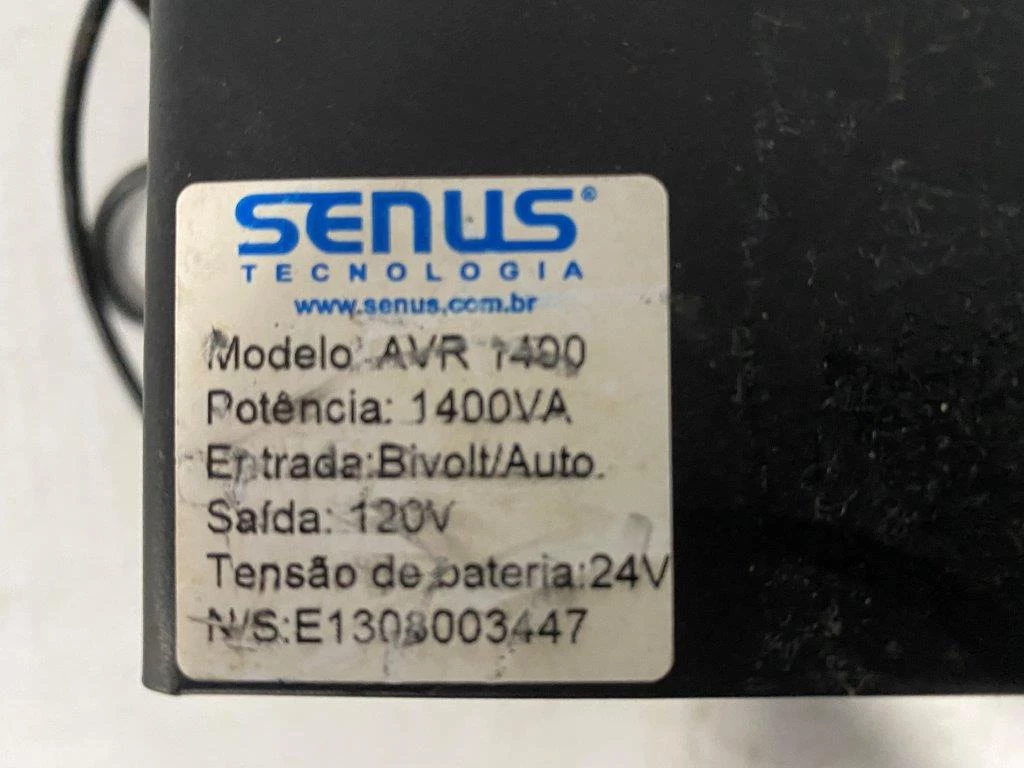 SENUS®
TECNOLOGIA
www.senus.com.br
Modelo AVR 1400
Potência: 1400VA
Entrada:Bivolt/Auto.
Saída: 120V
Tensão de bateria:24V
N/S:E1308003447